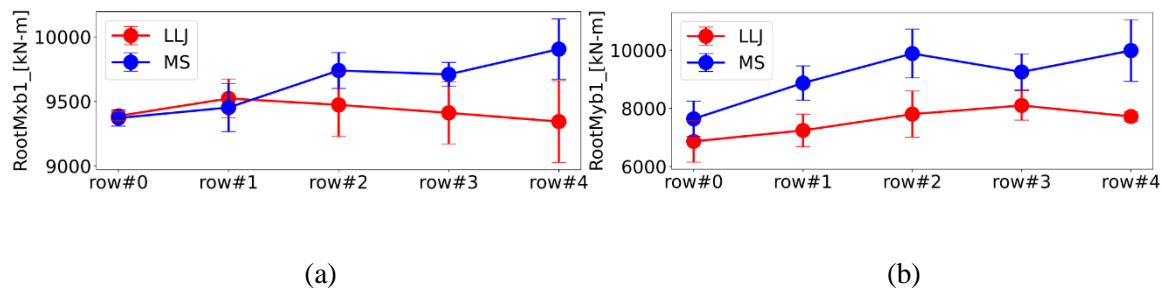 RootMxb1_[kN-m]
10000
9500
9000
LLJ
MS
row#0 row#1 row#2 row#3 row#4
(a)
RootMyb1_[kN-m]
10000
8000
6000
LLJ
MS
row#0 row#1 row#2 row#3 row#4
(b)